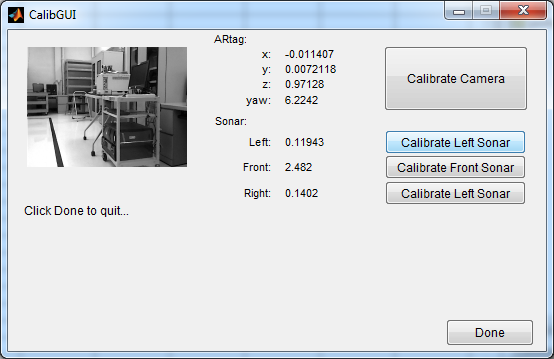 CalibGUI
ARtag:
x: -0.011407
y: 0.0072118
z: 0.97128
yaw: 6.2242
Calibrate Camera
Sonar:
Left: 0.11943 Calibrate Left Sonar
Front: 2.482 Calibrate Front Sonar
Right: 0.1402 Calibrate Left Sonar
Click Done to quit...
Done